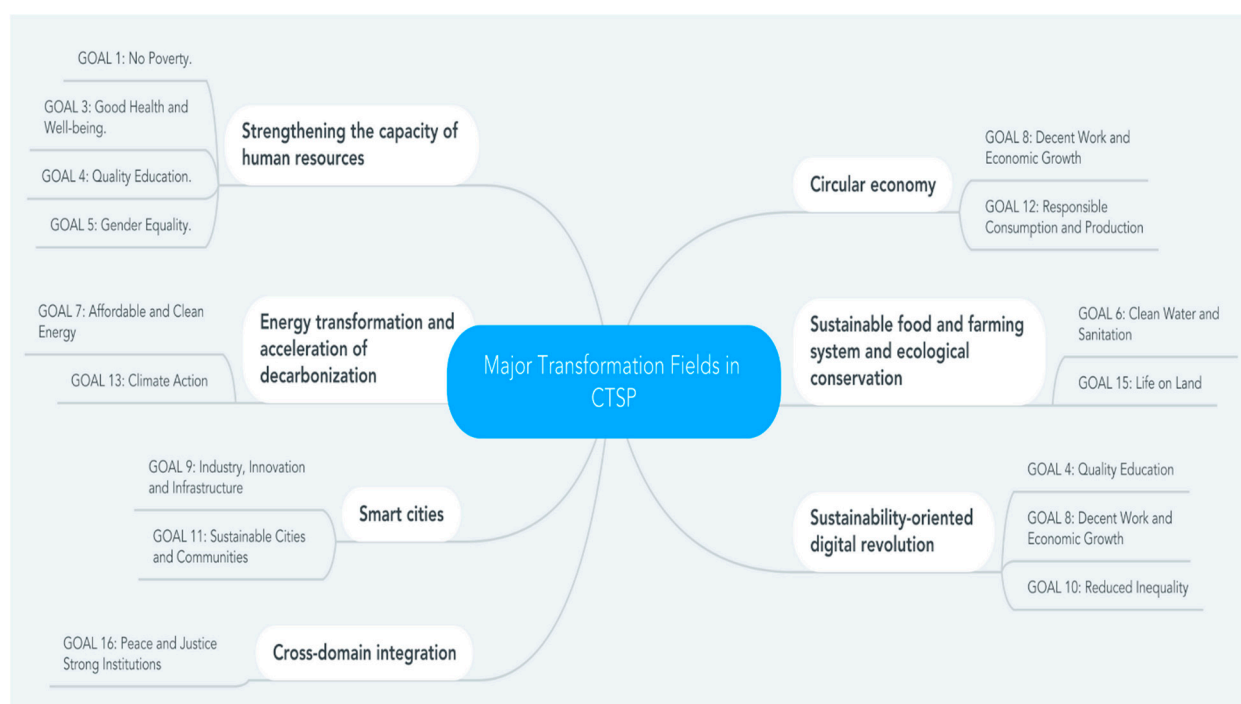 GOAL 1: No Poverty.
GOAL 3: Good Health and
Well-being.
GOAL 4: Quality Education.
GOAL 5: Gender Equality.
Strengthening the capacity of
human resources
GOAL 7: Affordable and Clean
Energy
GOAL 13: Climate Action
Energy transformation and
acceleration of
decarbonization
GOAL 9: Industry, Innovation
and Infrastructure
GOAL 11: Sustainable Cities
and Communities
Smart cities
GOAL 16: Peace and Justice
Strong Institutions
Cross-domain integration
Major Transformation Fields in
CTSP
Circular economy
GOAL 8: Decent Work and
Economic Growth
GOAL 12: Responsible
Consumption and Production
Sustainable food and farming
system and ecological
conservation
GOAL 6: Clean Water and
Sanitation
GOAL 15: Life on Land
Sustainability-oriented
digital revolution
GOAL 4: Quality Education
GOAL 8: Decent Work and
Economic Growth
GOAL 10: Reduced Inequality